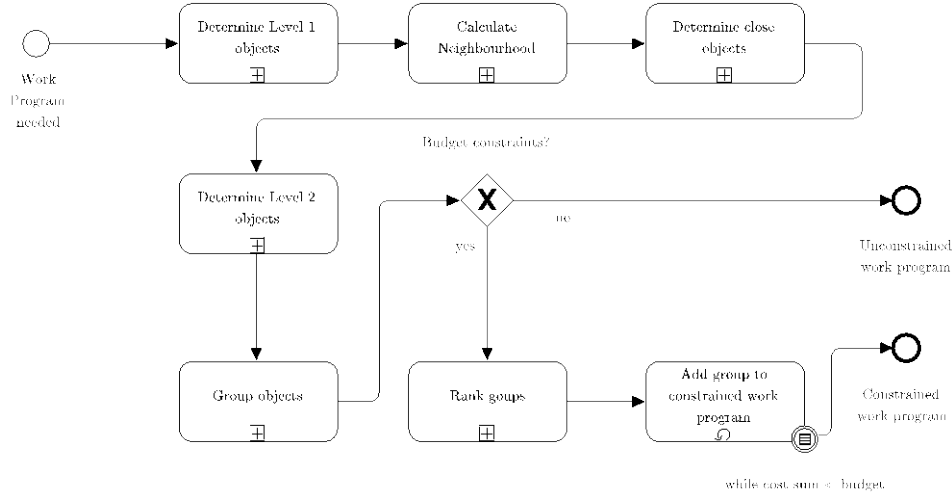 Determine Level 1
objects
Calculate
Neighbourhood
Determine close
objects
Work
Program
needed
Budget constraints?
Determine Level 2
objects
no
yes
Unconstrained
work program
Group objects
Rank goups
Add group to
constrained work
program
Constrained
work program
while cost sum < budget